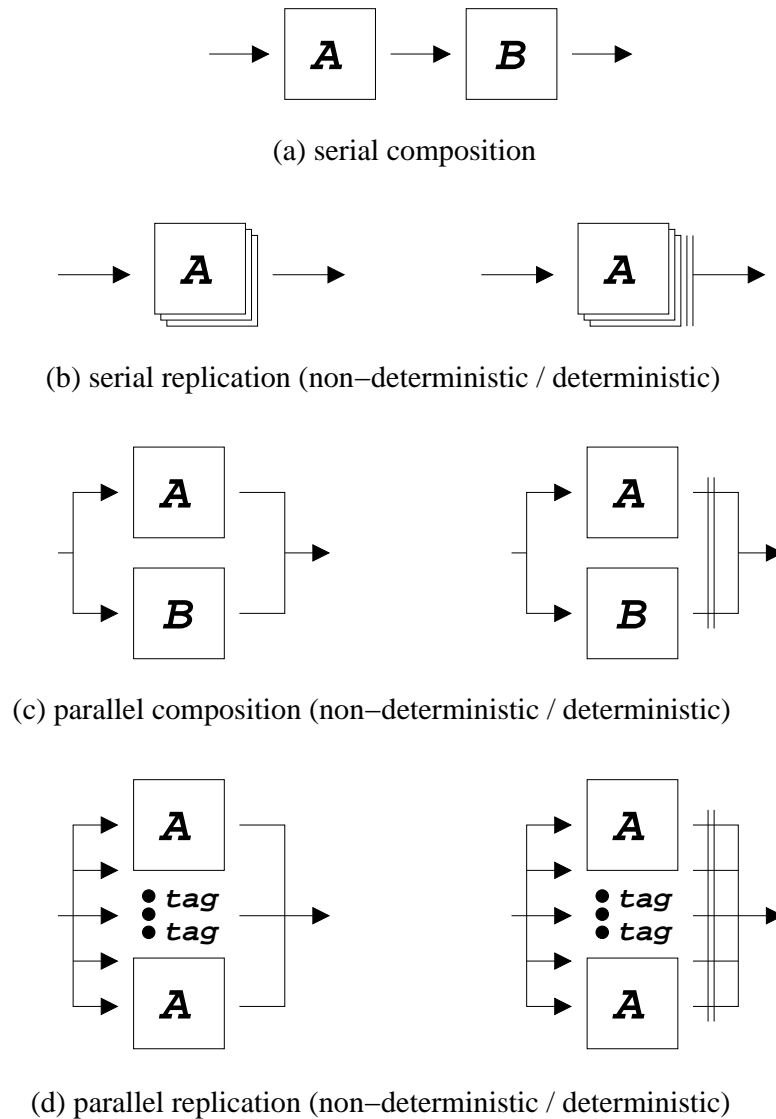 A B
(a) serial composition
A A
(b) serial replication (non−deterministic / deterministic)
A A
B B
(c) parallel composition (non−deterministic / deterministic)
A A
tag tag
tag tag
A A
(d) parallel replication (non−deterministic / deterministic)